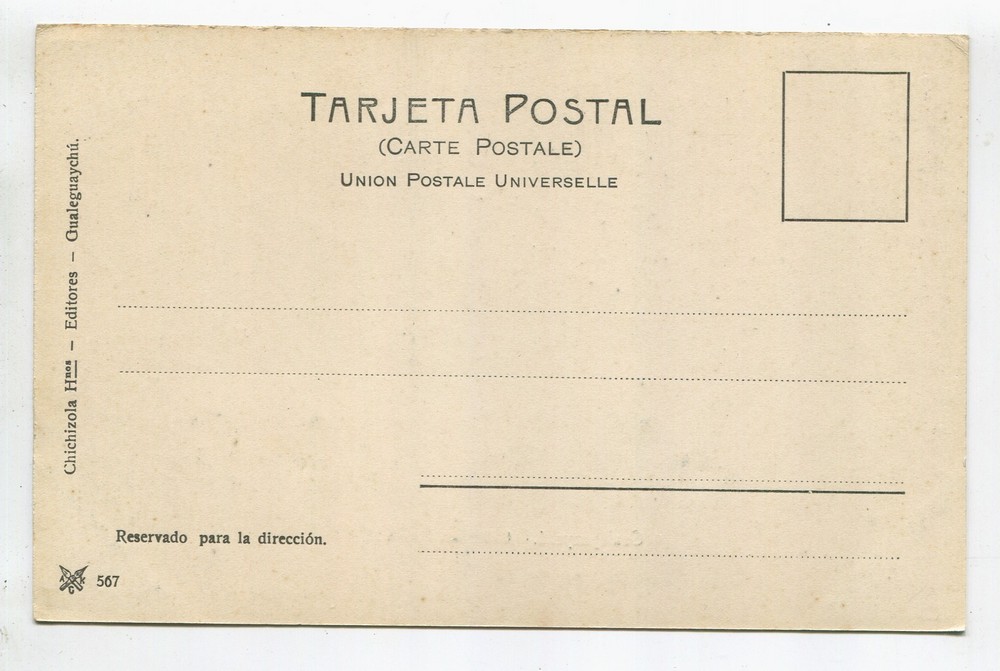 TARJETA POSTAL
(CARTE POSTALE)
UNION POSTALE UNIVERSELLE
Chichizola Hnos – Editores – Gualeguaychú.
Reservado para la dirección.
567